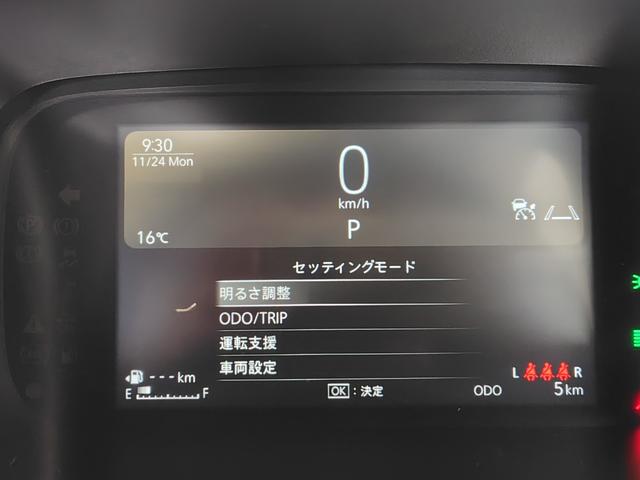 9:30
11/24 Mon
0
km/h
P
16℃
セッティングモード
明るさ調整
ODO/TRIP
運転支援
車両設定
---km
E F
OK:決定
ODO
L R
5km